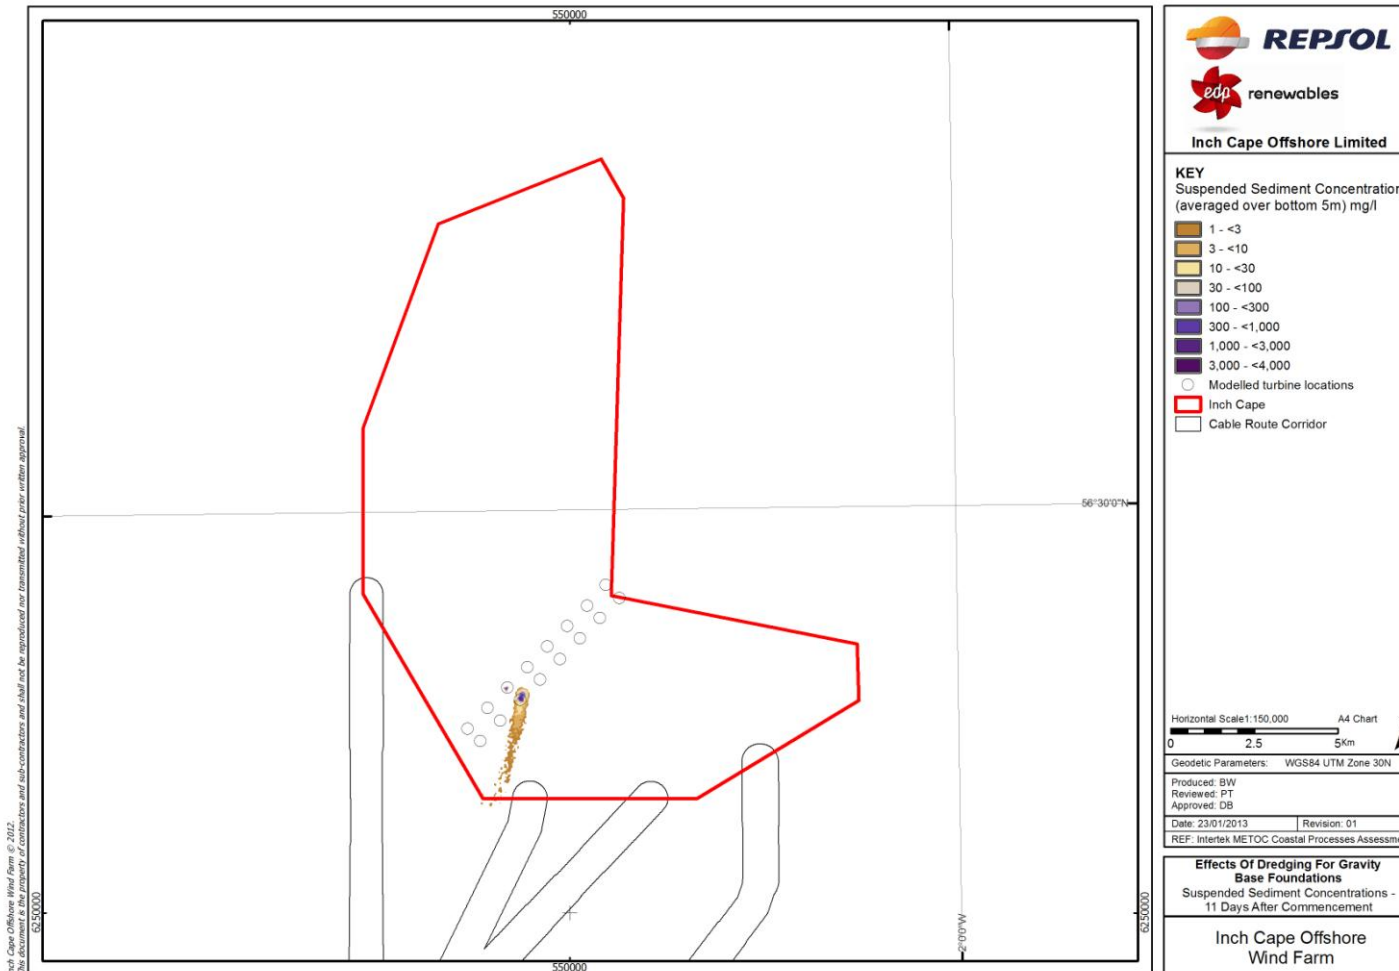 550000
56°30'0"N
6250000
6250000
2°0'0"W
550000
Inch Cape Offshore Wind Farm © 2012.
This document is the property of contractors and sub-contractors and shall not be reproduced nor transmitted without prior written approval.
REPSOL
edp renewables
Inch Cape Offshore Limited
KEY
Suspended Sediment Concentration
(averaged over bottom 5m) mg/l
1 - <3
3 - <10
10 - <30
30 - <100
100 - <300
300 - <1,000
1,000 - <3,000
3,000 - <4,000
Modelled turbine locations
Inch Cape
Cable Route Corridor
Horizontal Scale1:150,000 A4 Chart
0 2.5 5Km
Geodetic Parameters: WGS84 UTM Zone 30N
Produced: BW
Reviewed: PT
Approved: DB
Date: 23/01/2013 Revision: 01
REF: Intertek METOC Coastal Processes Assessme
Effects Of Dredging For Gravity
Base Foundations
Suspended Sediment Concentrations -
11 Days After Commencement
Inch Cape Offshore
Wind Farm